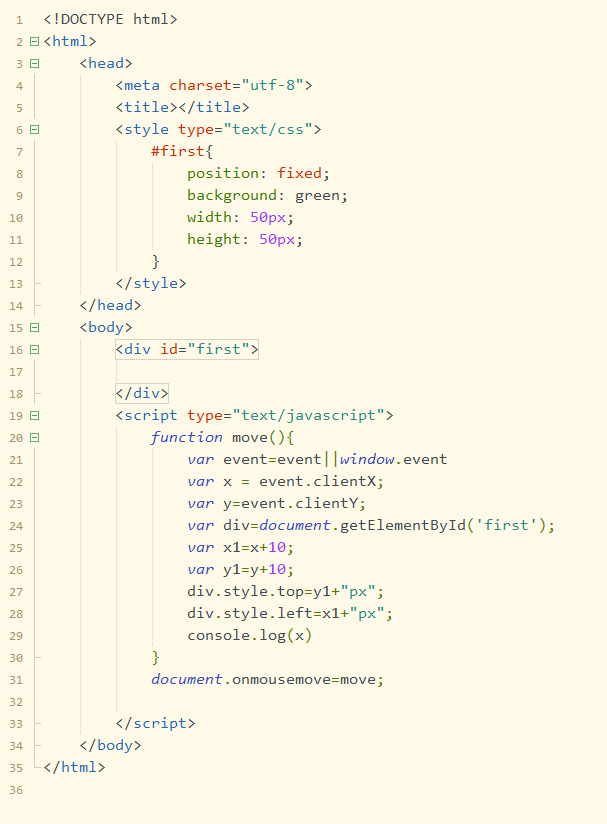 1 <!DOCTYPE html>
2 <html>
3 <head>
4 <meta charset="utf-8">
5 <title></title>
6 <style type="text/css">
7 #first{
8 position: fixed;
9 background: green;
10 width: 50px;
11 height: 50px;
12 }
13 </style>
14 </head>
15 <body>
16 <div id="first">
17
18 </div>
19 <script type="text/javascript">
20 function move(){
21 var event=event||window.event
22 var x = event.clientX;
23 var y=event.clientY;
24 var div=document.getElementById('first');
25 var x1=x+10;
26 var y1=y+10;
27 div.style.top=y1+"px";
28 div.style.left=x1+"px";
29 console.log(x)
30 }
31 document.onmousemove=move;
32
33 </script>
34 </body>
35 </html>
36